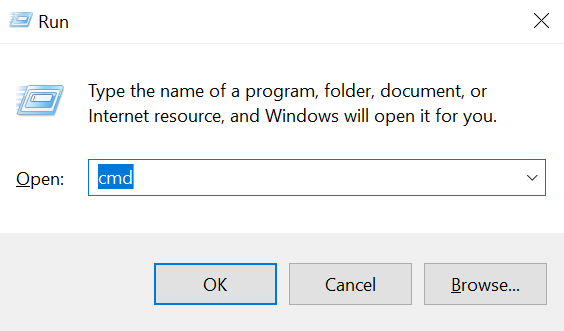 Run
Type the name of a program, folder, document, or
Internet resource, and Windows will open it for you.
Open: cmd
OK Cancel Browse...